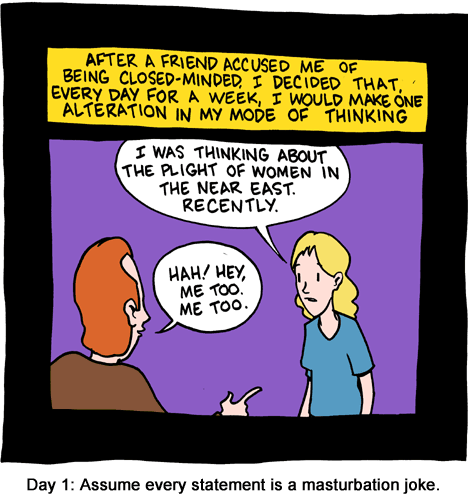 AFTER A FRIEND ACCUSED ME OF
BEING CLOSED-MINDED, I DECIDED THAT,
EVERY DAY FOR A WEEK, I WOULD MAKE ONE
ALTERATION IN MY MODE OF THINKING
I WAS THINKING ABOUT
THE PLIGHT OF WOMEN IN
THE NEAR EAST.
RECENTLY.
HAH! HEY,
ME TOO.
ME TOO.
Day 1: Assume every statement is a masturbation joke.